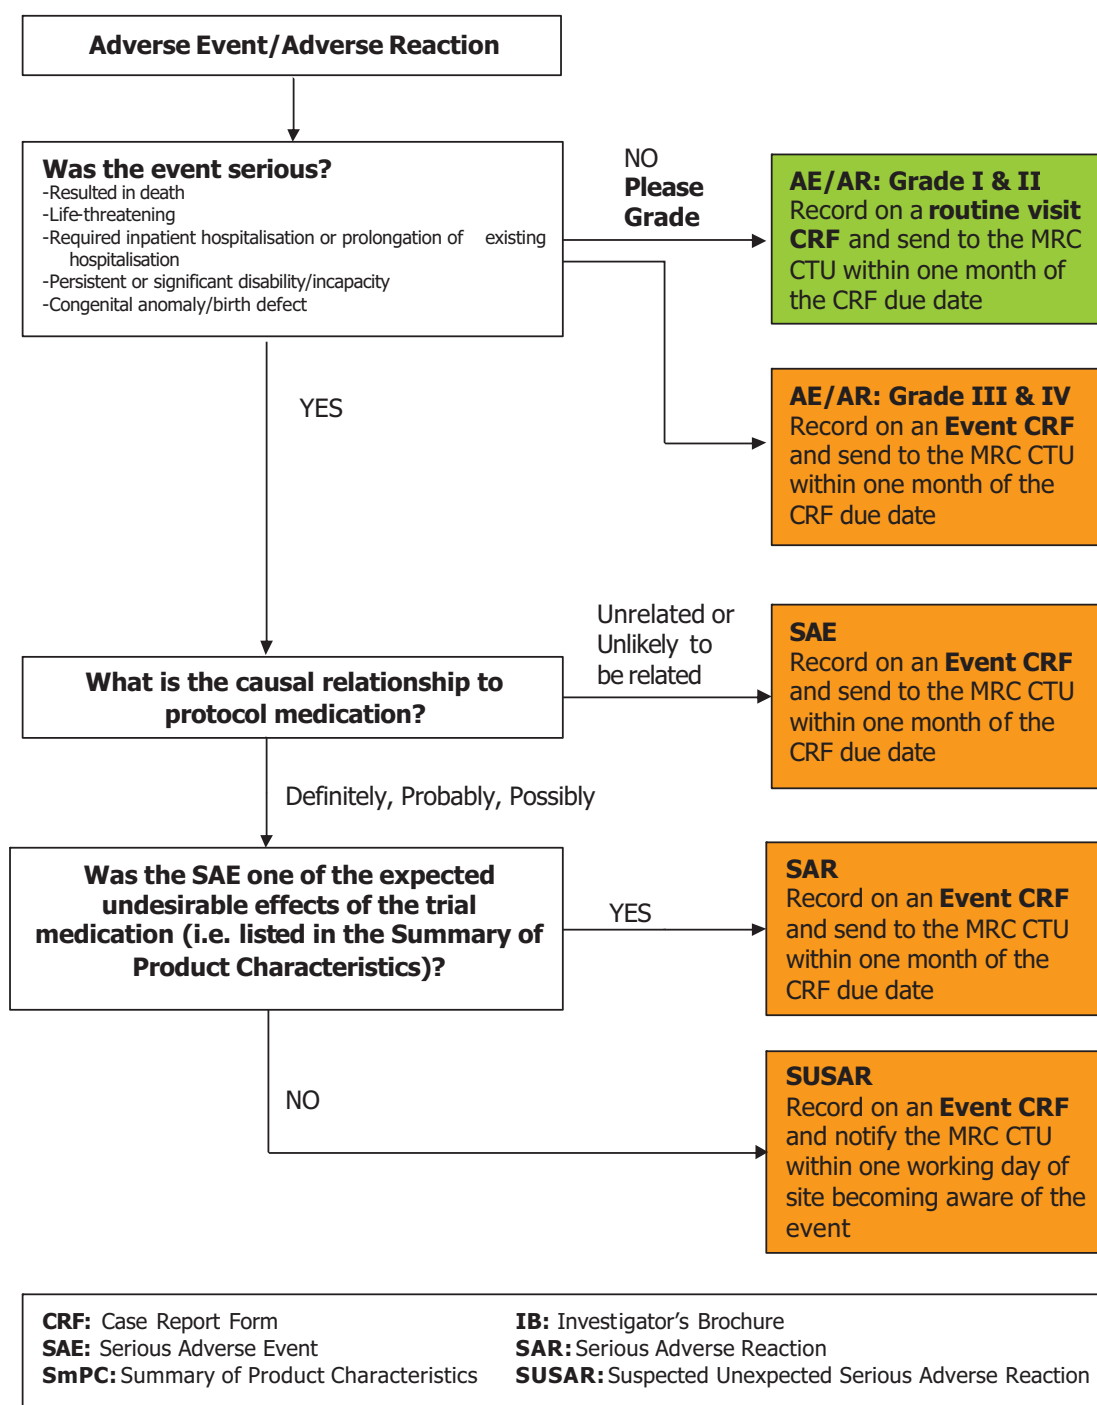 Adverse Event/Adverse Reaction
Was the event serious?
-Resulted in death
-Life-threatening
-Required inpatient hospitalisation or prolongation of existing
hospitalisation
-Persistent or significant disability/incapacity
-Congenital anomaly/birth defect
NO
Please
Grade
AE/AR: Grade I & II
Record on a routine visit
CRF and send to the MRC
CTU within one month of
the CRF due date
AE/AR: Grade III & IV
Record on an Event CRF
and send to the MRC CTU
within one month of the
CRF due date
YES
What is the causal relationship to
protocol medication?
Unrelated or
Unlikely to
be related
SAE
Record on an Event CRF
and send to the MRC CTU
within one month of the
CRF due date
Definitely, Probably, Possibly
Was the SAE one of the expected
undesirable effects of the trial
medication (i.e. listed in the Summary of
Product Characteristics)?
YES
SAR
Record on an Event CRF
and send to the MRC CTU
within one month of the
CRF due date
NO
SUSAR
Record on an Event CRF
and notify the MRC CTU
within one working day of
site becoming aware of the
event
CRF: Case Report Form
SAE: Serious Adverse Event
SmPC: Summary of Product Characteristics
IB: Investigator's Brochure
SAR: Serious Adverse Reaction
SUSAR: Suspected Unexpected Serious Adverse Reaction